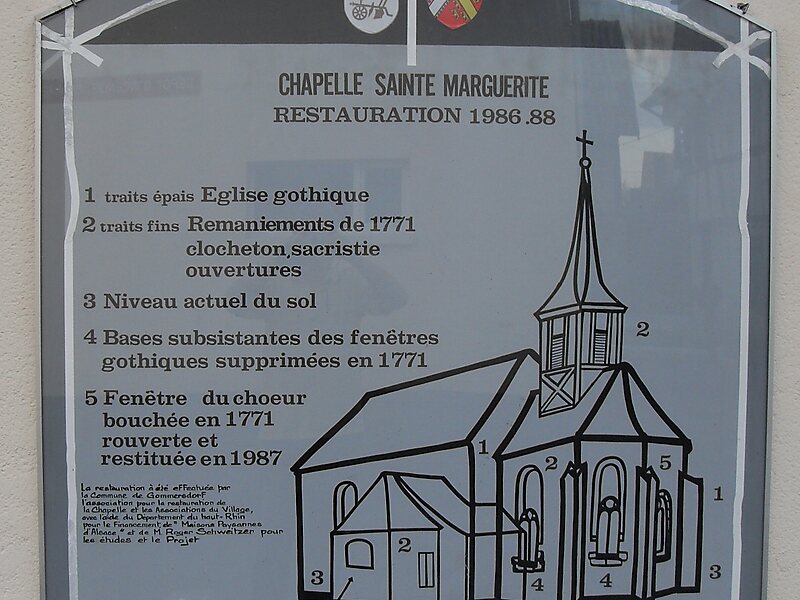 CHAPELLE SAINTE MARGUERITE
RESTAURATION 1986.88
1 traits épais Eglise gothique
2 traits fins Remaniements de 1771
clocheton, sacristie
ouvertures
3 Niveau actuel du sol
4 Bases subsistantes des fenêtres
gothiques supprimées en 1771
5 Fenêtre du choeur
bouchée en 1771
rouverte et
restituée en 1987
La restauration à été effectuée par
la Commune de Gommersdorf
l'association pour la restauration de
la Chapelle et les Associations du Village,
avec l'aide du Département du haut-Rhin
pour le Financement, de "Maisons Paysannes
d'Alsace" et de M. Roger Schweitzer pour
les études et le Projet
2
1
2
5
1
2
3
4
4
3